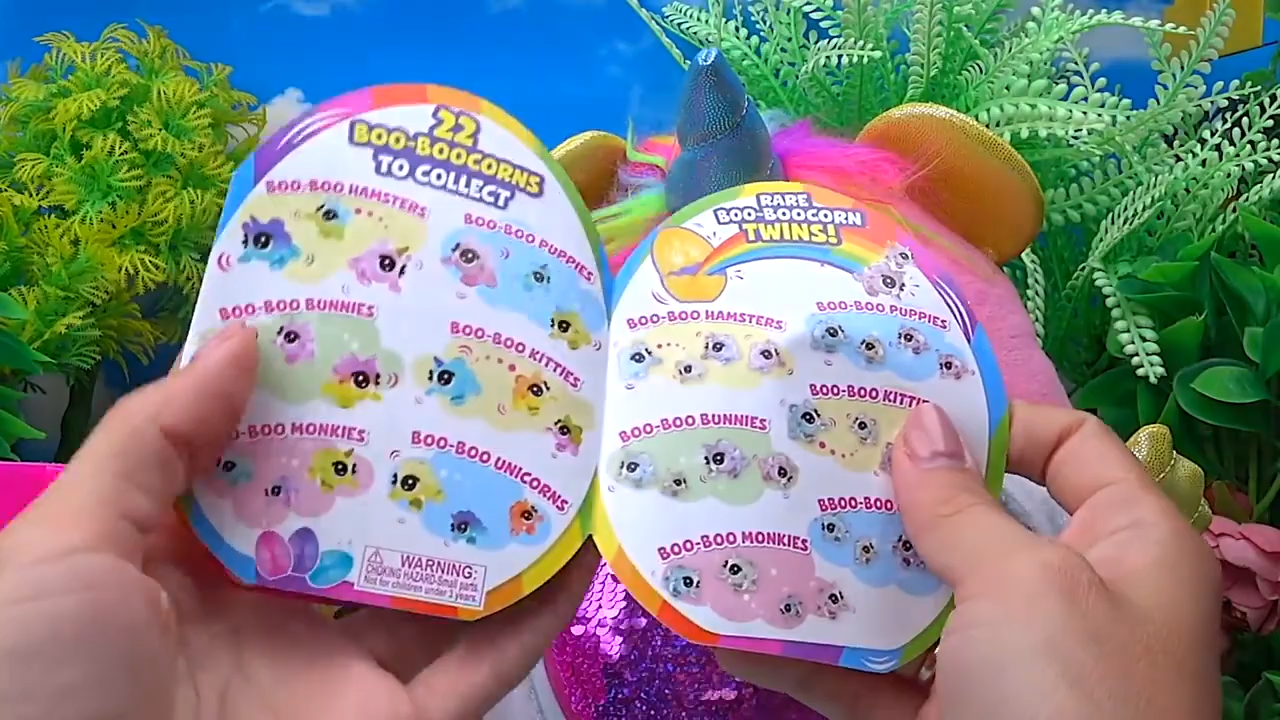 22
BOO-BOOCORNS
TO COLLECT
BOO-BOO HAMSTERS
BOO-BOO PUPPIES
BOO-BOO BUNNIES
BOO-BOO KITTIES
-BOO MONKIES
BOO-BOO UNICORNS
WARNING:
CHOKING HAZARD-Small parts.
Not for children under 3 years.
RARE
BOO-BOOCORN
TWINS!
BOO-BOO HAMSTERS
BOO-BOO PUPPIES
BOO-BOO BUNNIES
BOO-BOO KITTIE
BOO-BOO MONKIES
BBOO-BOO